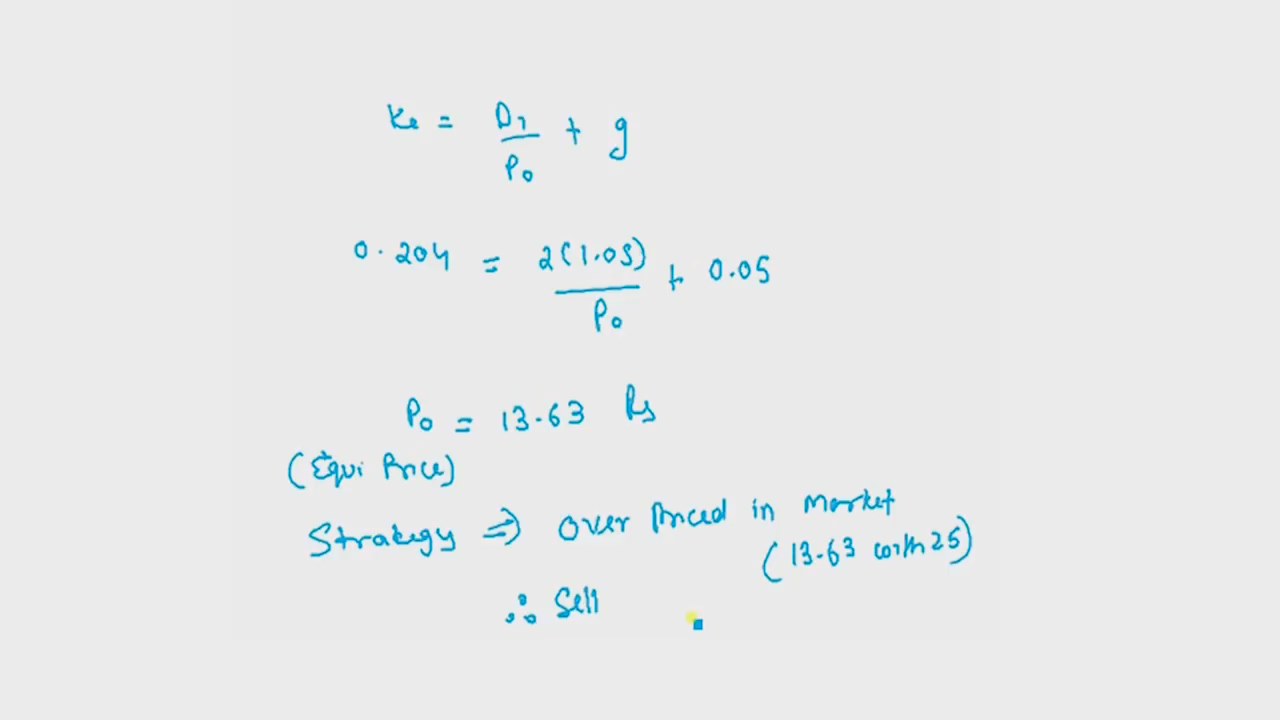 Ke = D1/P0 + g
0.204 = 2(1.05)/P0 + 0.05
P0 = 13.63 Rs
(Equi Price)
Strategy ⇒ Over Priced in market
(13.63 with 25)
∴ Sell